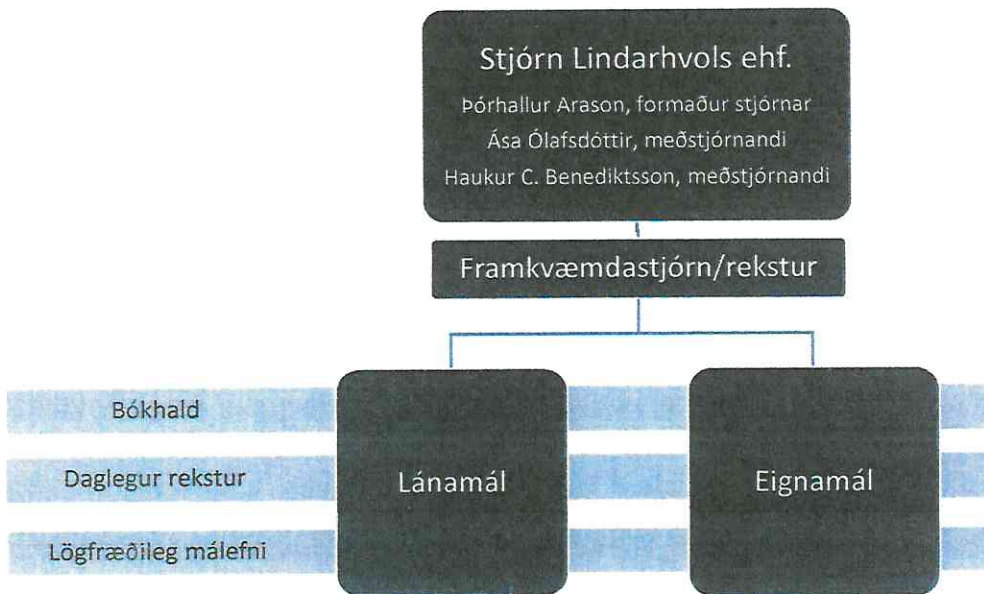 Stjórn Lindarhvols ehf.
Þórhallur Arason, formaður stjórnar
Ása Ólafsdóttir, meðstjórnandi
Haukur C. Benediktsson, meðstjórnandi
Framkvæmdastjórn/rekstur
Bókhald
Daglegur rekstur
Lögfræðileg málefni
Lánamál
Eignamál